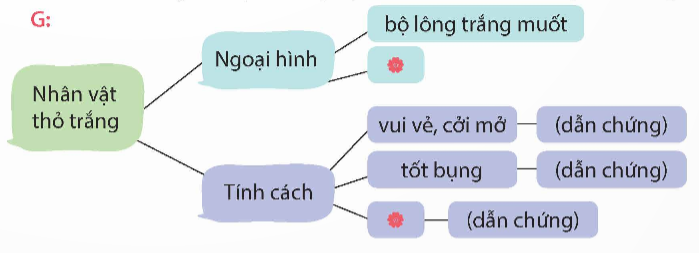 G:
Nhân vật
thỏ trắng
Ngoại hình
bộ lông trắng muốt
Tính cách
vui vẻ, cởi mở
(dẫn chứng)
tốt bụng
(dẫn chứng)
(dẫn chứng)